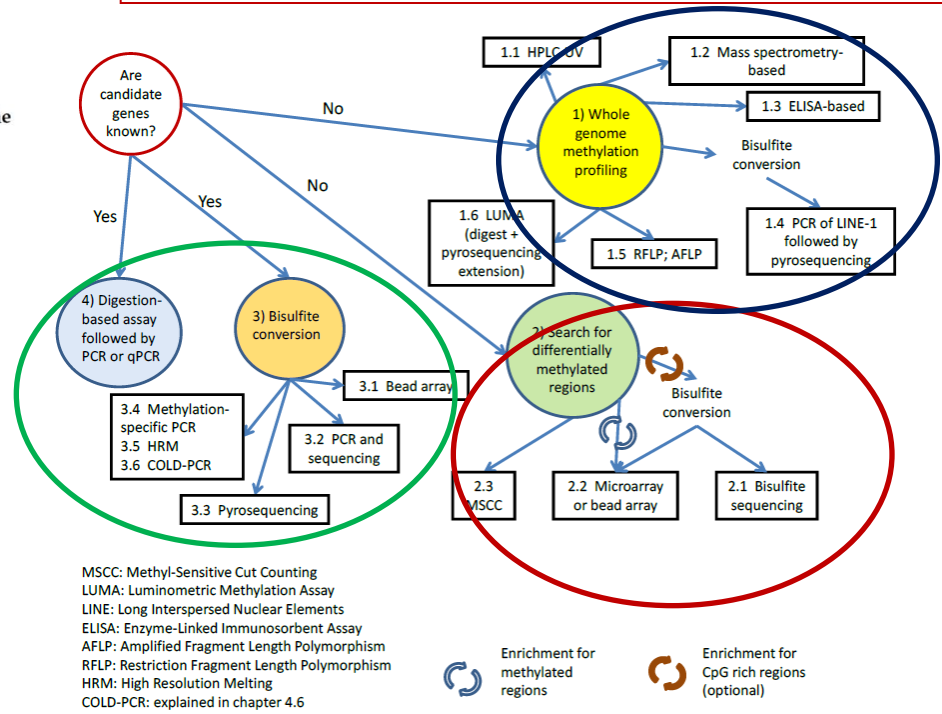 ne
Are
candidate
genes
known?
No
No
Yes
Yes
1.1 HPLC-UV
1.2 Mass spectrometry-
based
1.3 ELISA-based
1) Whole
genome
methylation
profiling
Bisulfite
conversion
1.4 PCR of LINE-1
followed by
pyrosequencing
1.6 LUMA
(digest +
pyrosequencing
extension)
1.5 RFLP; AFLP
4) Digestion-
based assay
followed by
PCR or qPCR
3) Bisulfite
conversion
3.1 Bead array
3.4 Methylation-
specific PCR
3.5 HRM
3.6 COLD-PCR
3.2 PCR and
sequencing
3.3 Pyrosequencing
2) Search for
differentially
methylated
regions
Bisulfite
conversion
2.3
MSCC
2.2 Microarray
or bead array
2.1 Bisulfite
sequencing
MSCC: Methyl-Sensitive Cut Counting
LUMA: Luminometric Methylation Assay
LINE: Long Interspersed Nuclear Elements
ELISA: Enzyme-Linked Immunosorbent Assay
AFLP: Amplified Fragment Length Polymorphism
RFLP: Restriction Fragment Length Polymorphism
HRM: High Resolution Melting
COLD-PCR: explained in chapter 4.6
Enrichment for
methylated
regions
Enrichment for
CpG rich regions
(optional)